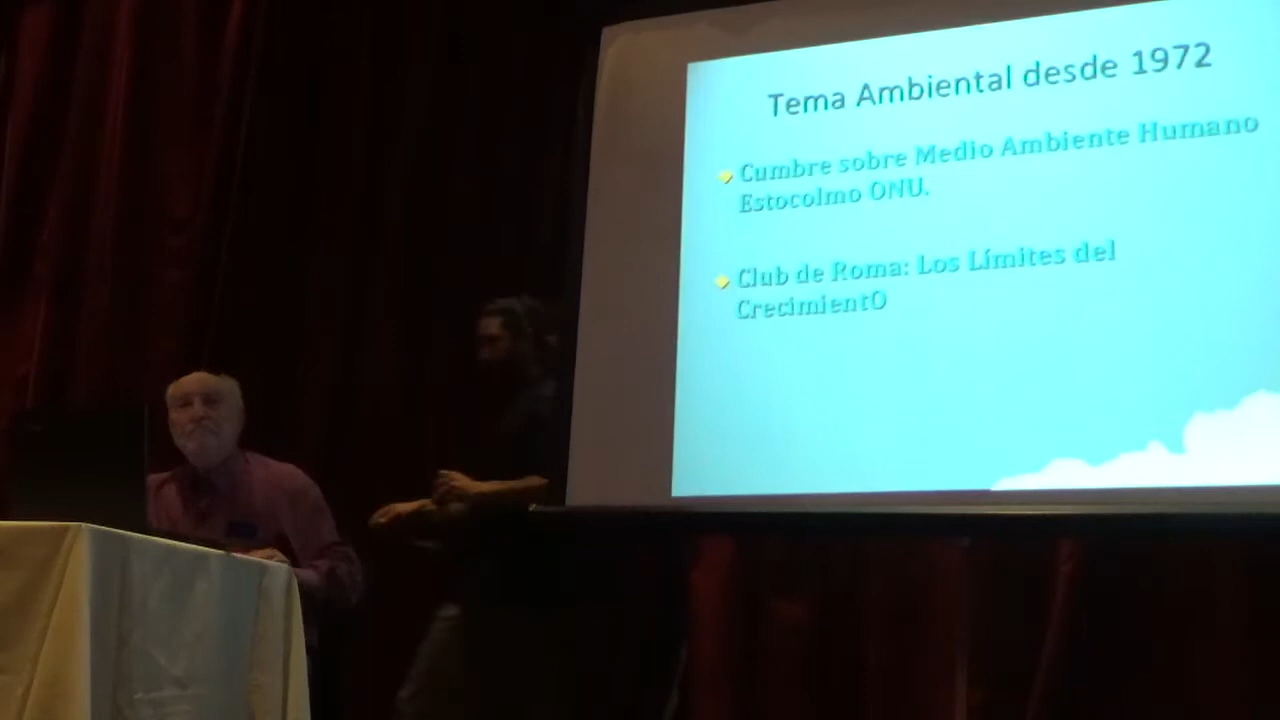 Tema Ambiental desde 1972
Cumbre sobre Medio Ambiente Humano
Estocolmo ONU.
Club de Roma: Los Límites del
CrecimientO